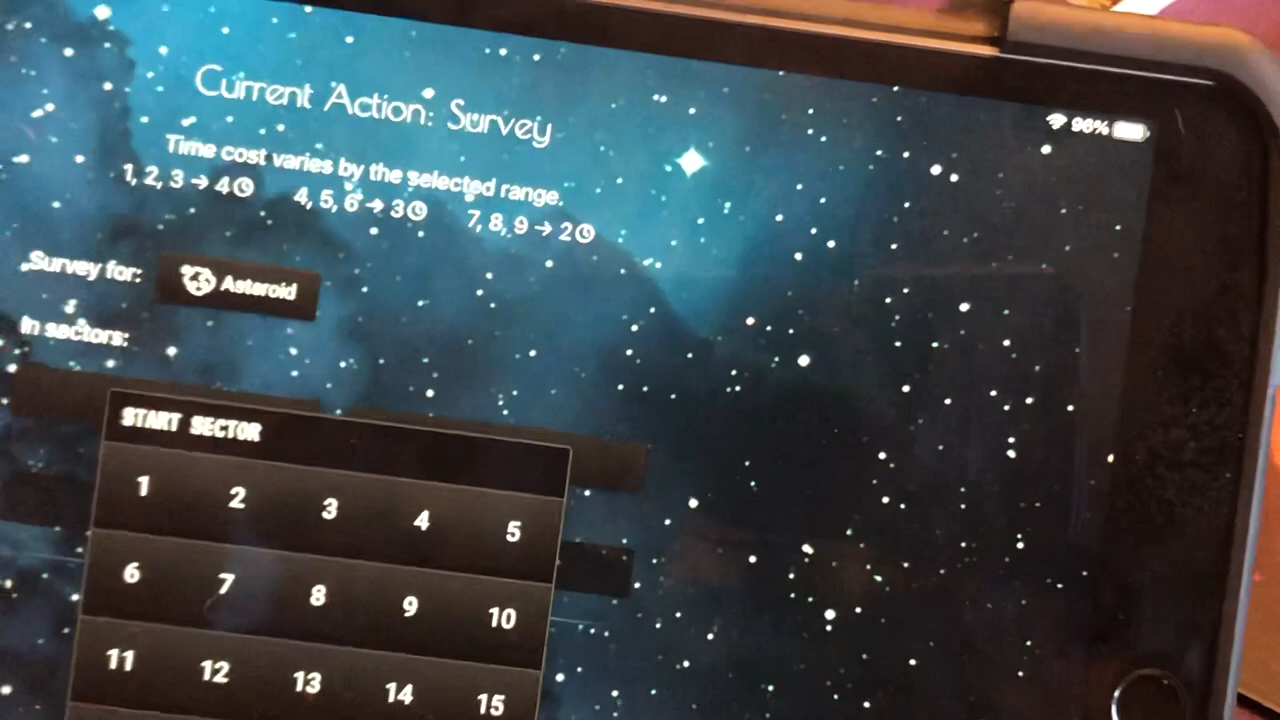 Current Action: Survey
96%
Time cost varies by the selected range.
1, 2, 3 → 4 4, 5, 6 → 3 7, 8, 9 → 2
Survey for: Asteroid
In sectors:
START SECTOR
1 2 3 4 5
6 7 8 9 10
11 12 13 14 15